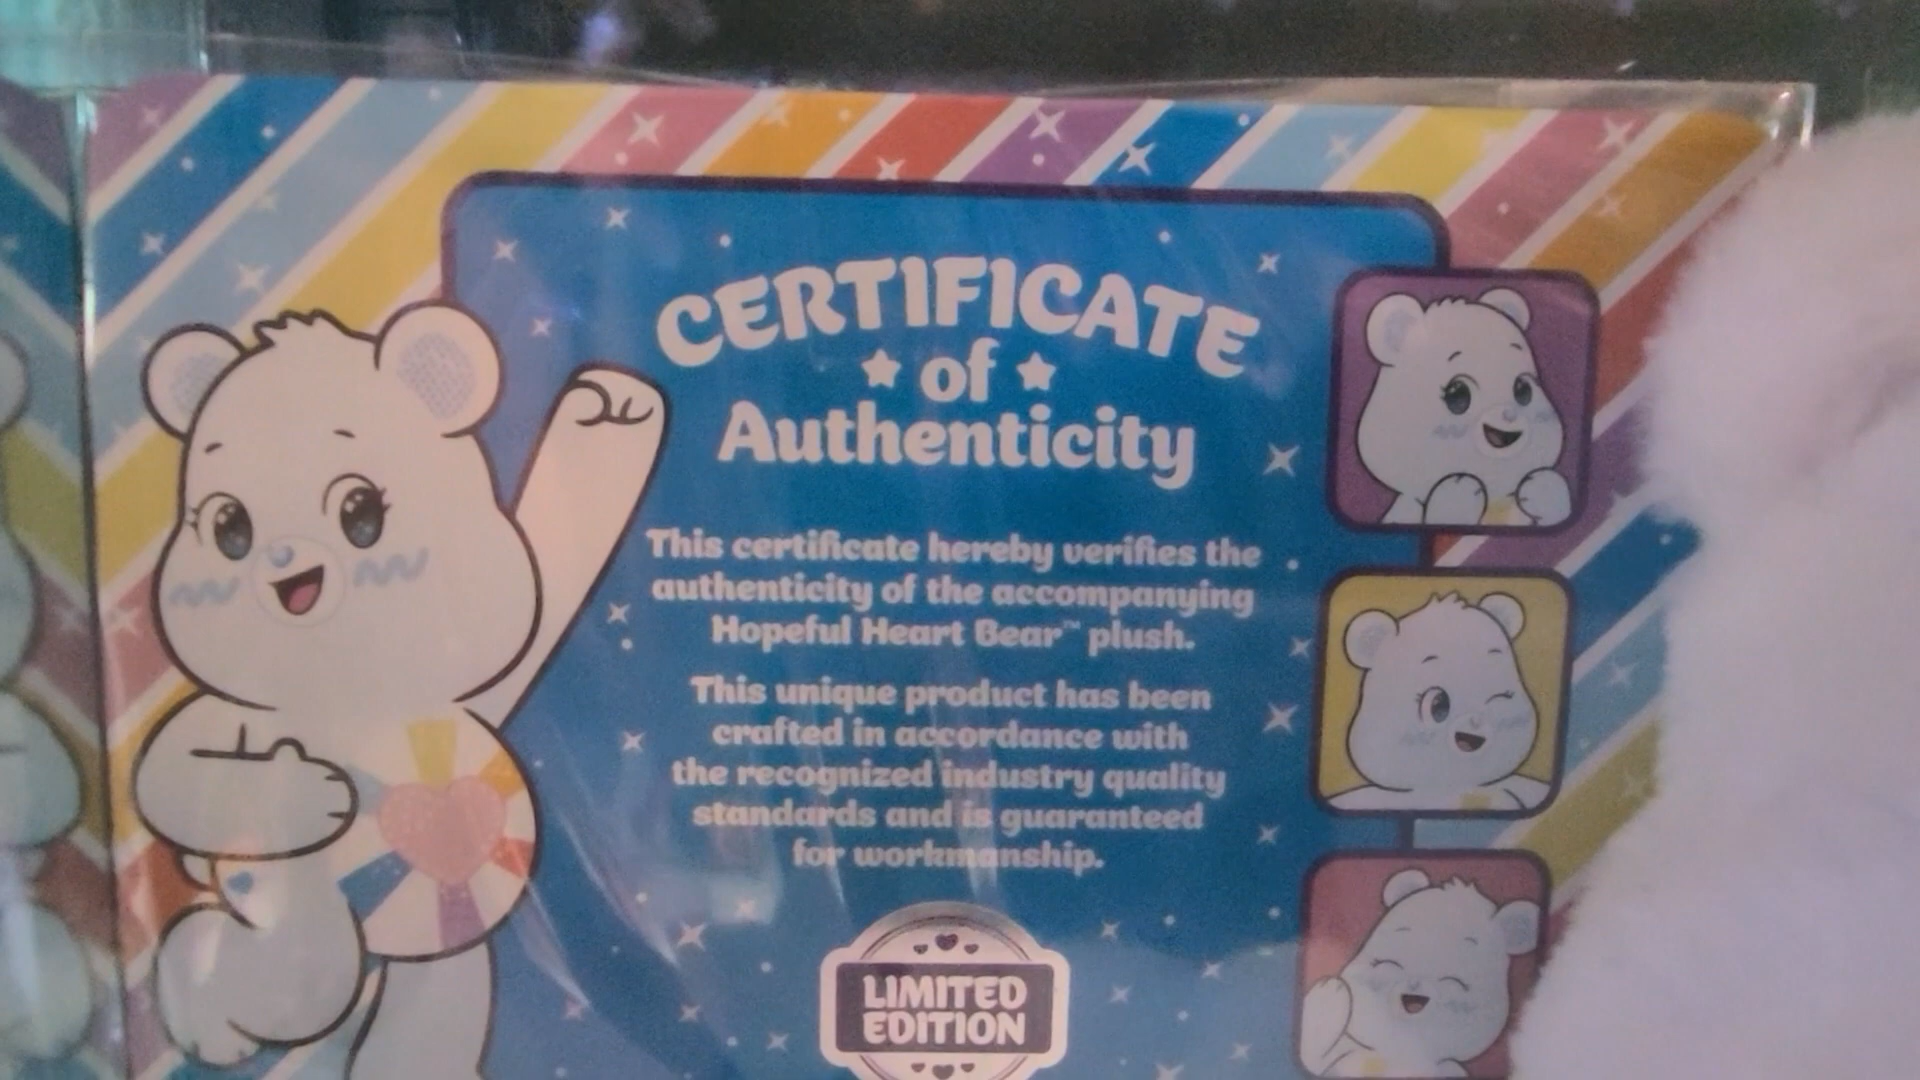 CERTIFICATE
of
Authenticity
This certificate hereby verifies the
authenticity of the accompanying
Hopeful Heart Bear™ plush.
This unique product has been
crafted in accordance with
the recognized industry quality
standards and is guaranteed
for workmanship.
LIMITED
EDITION